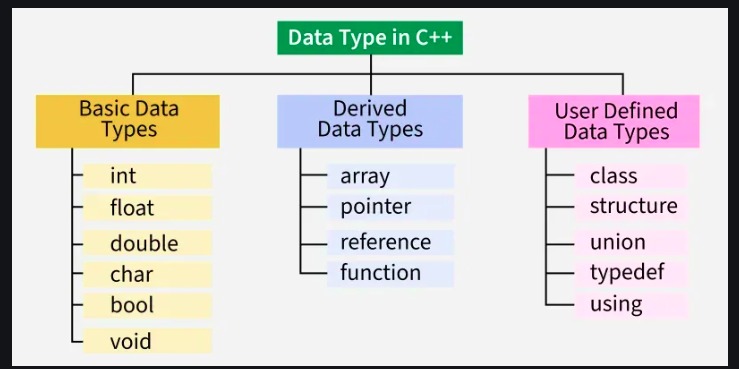 Data Type in C++
Basic Data
Types
int
float
double
char
bool
void
Derived
Data Types
array
pointer
reference
function
User Defined
Data Types
class
structure
union
typedef
using